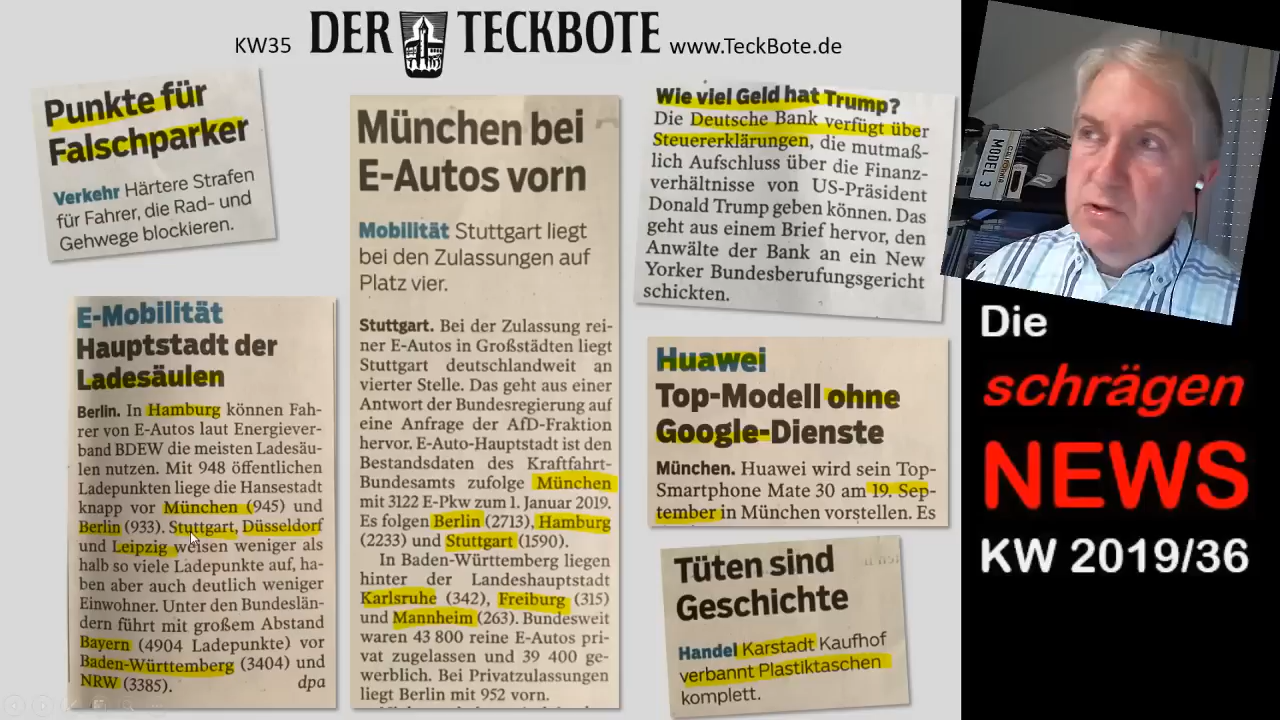 KW35 DER TECKBOTE www.TeckBote.de
Punkte für
Falschparker
Verkehr Härtere Strafen
für Fahrer, die Rad- und
Gehwege blockieren.
E-Mobilität
Hauptstadt der
Ladesäulen
Berlin. In Hamburg können Fah-
rer von E-Autos laut Energiever-
band BDEW die meisten Ladesäu-
len nutzen. Mit 948 öffentlichen
Ladepunkten liege die Hansestadt
knapp vor München (945) und
Berlin (933). Stuttgart, Düsseldorf
und Leipzig weisen weniger als
halb so viele Ladepunkte auf, ha-
ben aber auch deutlich weniger
Einwohner. Unter den Bundeslän-
dern führt mit großem Abstand
Bayern (4904 Ladepunkte) vor
Baden-Württemberg (3404) und
NRW (3385). dpa
München bei
E-Autos vorn
Mobilität Stuttgart liegt
bei den Zulassungen auf
Platz vier.
Stuttgart. Bei der Zulassung rei-
ner E-Autos in Großstädten liegt
Stuttgart deutschlandweit an
vierter Stelle. Das geht aus einer
Antwort der Bundesregierung auf
eine Anfrage der AfD-Fraktion
hervor. E-Auto-Hauptstadt ist den
Bestandsdaten des Kraftfahrt-
Bundesamts zufolge München
mit 3122 E-Pkw zum 1. Januar 2019.
Es folgen Berlin (2713), Hamburg
(2233) und Stuttgart (1590).
In Baden-Württemberg liegen
hinter der Landeshauptstadt
Karlsruhe (342), Freiburg (315)
und Mannheim (263). Bundesweit
waren 43 800 reine E-Autos pri-
vat zugelassen und 39 400 ge-
werblich. Bei Privatzulassungen
liegt Berlin mit 952 vorn.
Wie viel Geld hat Trump?
Die Deutsche Bank verfügt über
Steuererklärungen, die mutmaß-
lich Aufschluss über die Finanz-
verhältnisse von US-Präsident
Donald Trump geben können. Das
geht aus einem Brief hervor, den
Anwälte der Bank an ein New
Yorker Bundesberufungsgericht
schickten.
Huawei
Top-Modell ohne
Google-Dienste
München. Huawei wird sein Top-
Smartphone Mate 30 am 19. Sep-
tember in München vorstellen. Es
Tüten sind
Geschichte
Handel Karstadt Kaufhof
verbannt Plastiktaschen
komplett.
MODEL 3
CALIFORNIA
Die
schrägen
NEWS
KW 2019/36